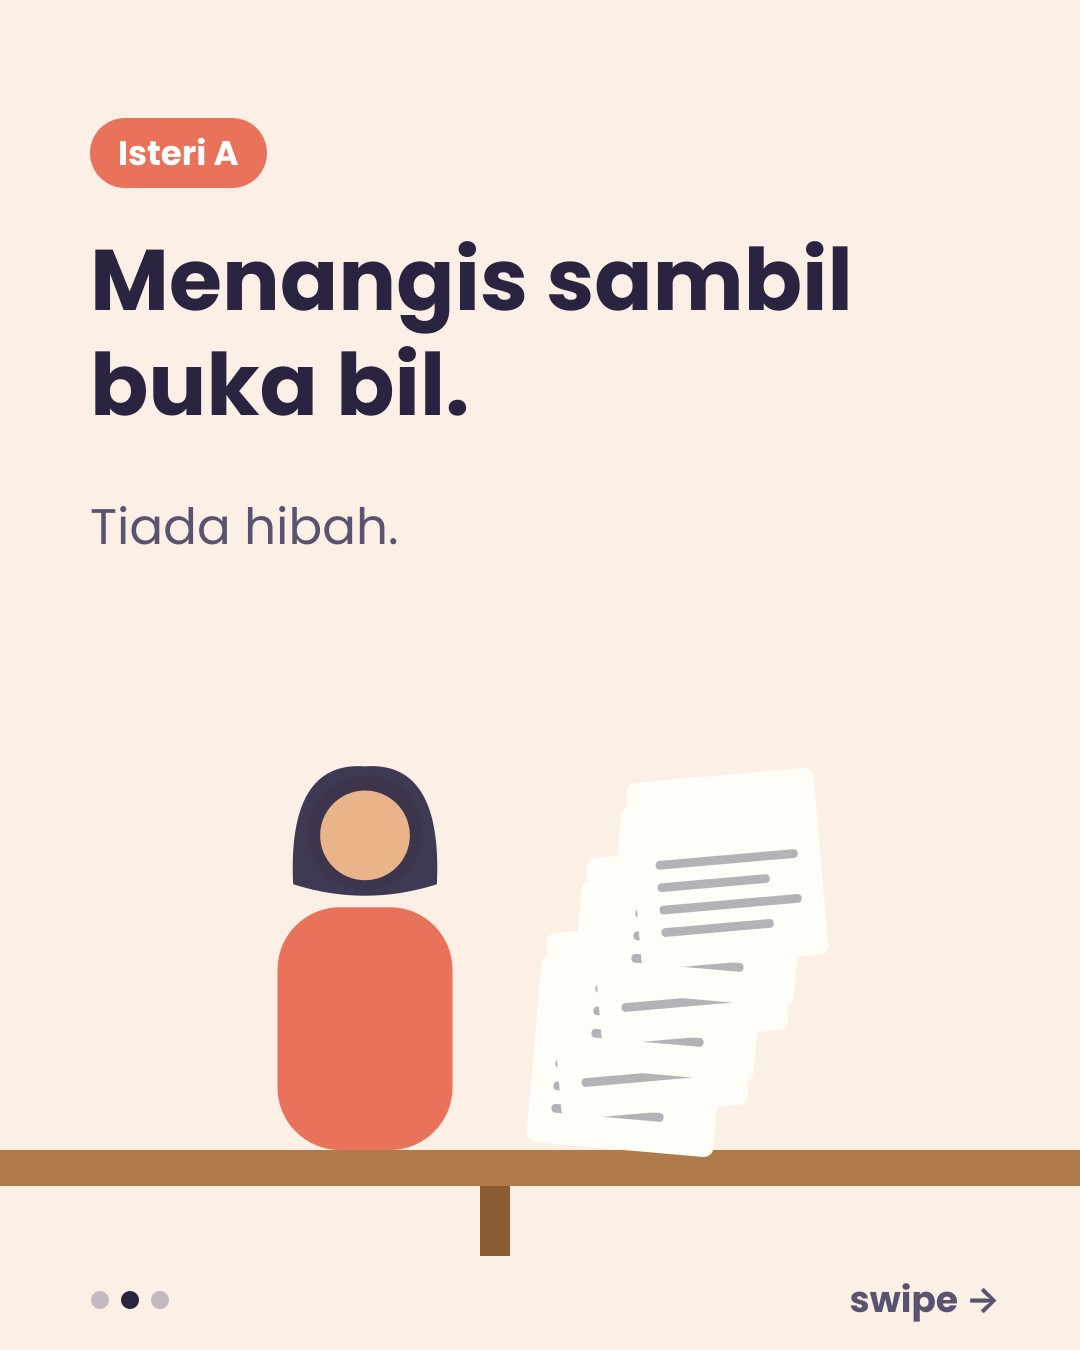 Isteri A
Menangis sambil
buka bil.
Tiada hibah.
swipe →